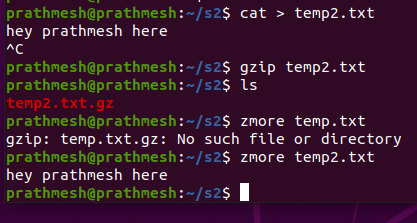 prathmesh@prathmesh:~/s2$ cat > temp2.txt
hey prathmesh here
^C
prathmesh@prathmesh:~/s2$ gzip temp2.txt
prathmesh@prathmesh:~/s2$ ls
temp2.txt.gz
prathmesh@prathmesh:~/s2$ zmore temp.txt
gzip: temp.txt.gz: No such file or directory
prathmesh@prathmesh:~/s2$ zmore temp2.txt
hey prathmesh here
prathmesh@prathmesh:~/s2$